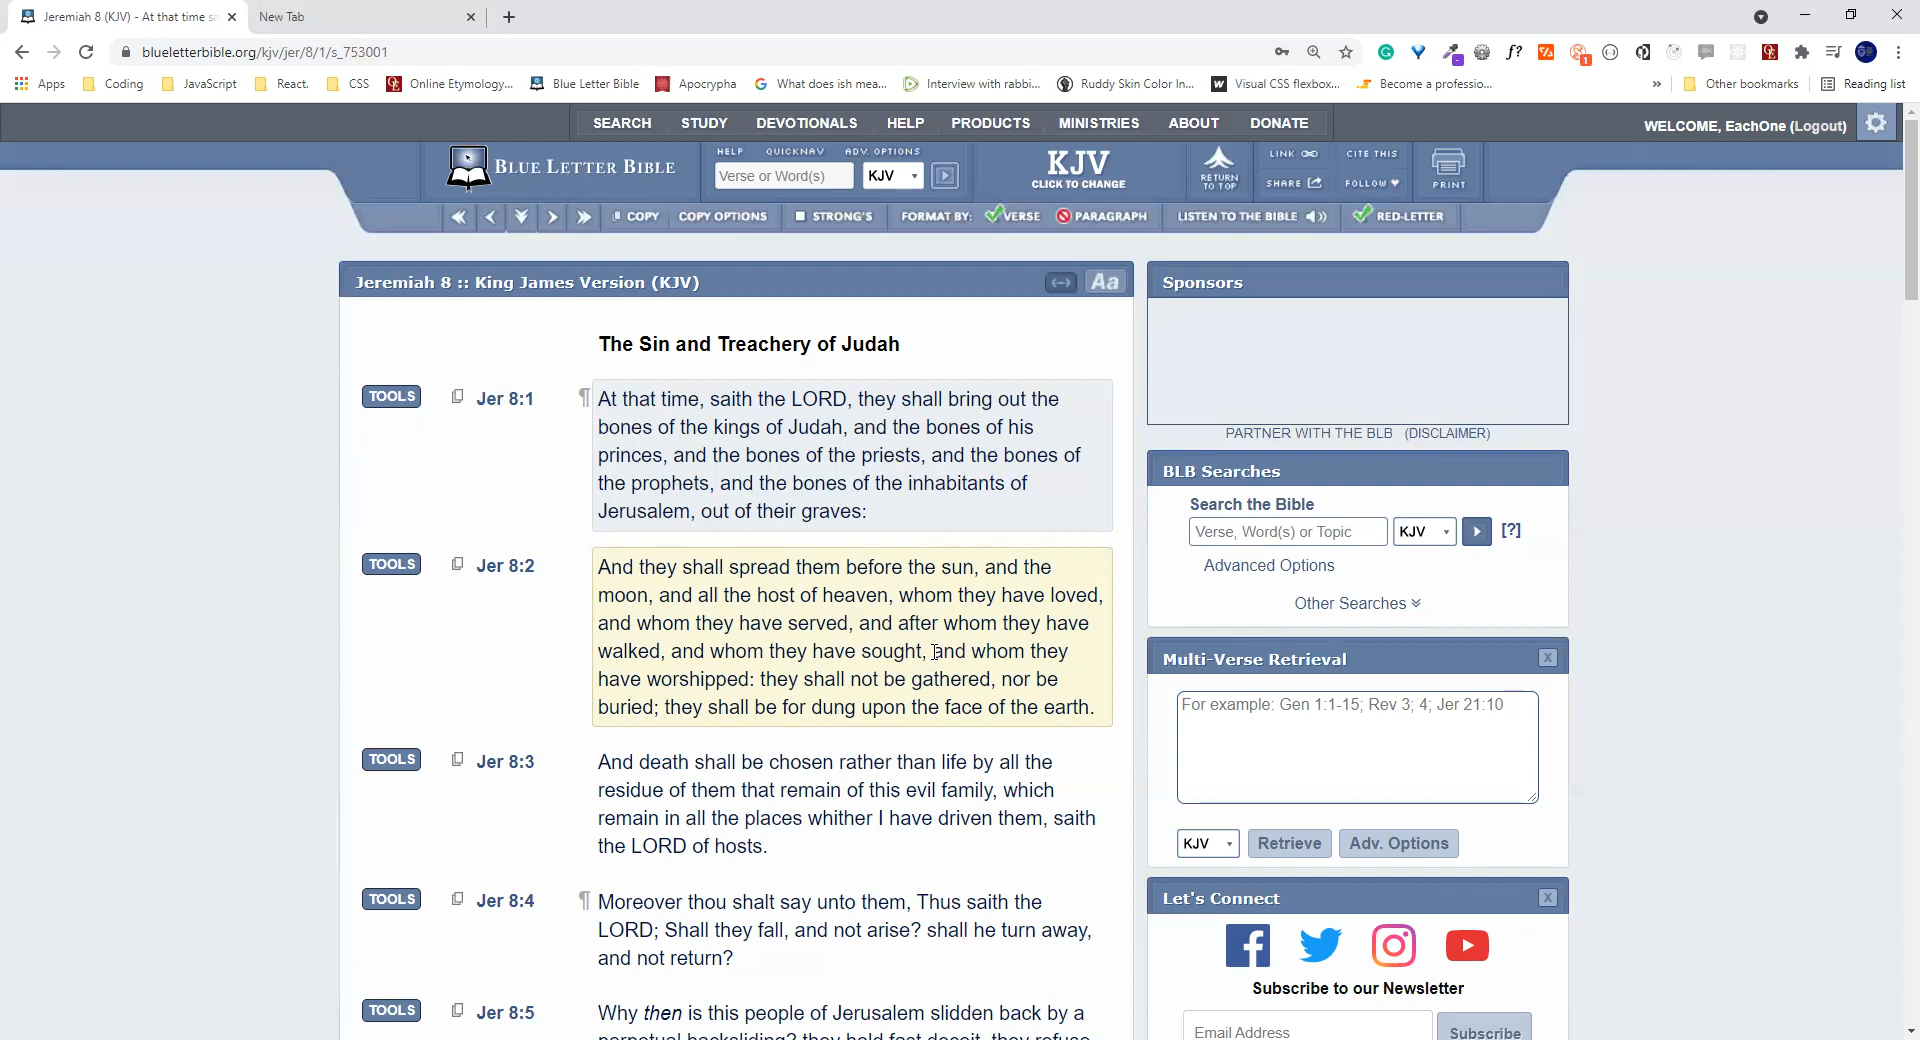 Jeremiah 8 (KJV) - At that time sa
New Tab
blueletterbible.org/kjv/jer/8/1/s_753001
Apps
Coding
JavaScript
React.
CSS
Online Etymology...
Blue Letter Bible
Apocrypha
What does ish mea...
Interview with rabbi...
Ruddy Skin Color In...
Visual CSS flexbox...
Become a professio...
»
Other bookmarks
Reading list
SEARCH STUDY DEVOTIONALS HELP PRODUCTS MINISTRIES ABOUT DONATE
WELCOME, EachOne (Logout)
BLUE LETTER BIBLE
HELP QUICKNAV ADV. OPTIONS
Verse or Word(s)
KJV
KJV
CLICK TO CHANGE
RETURN
TO TOP
LINK
CITE THIS
SHARE
FOLLOW
PRINT
COPY
COPY OPTIONS
STRONG'S
FORMAT BY: VERSE PARAGRAPH
LISTEN TO THE BIBLE
RED-LETTER
Jeremiah 8 :: King James Version (KJV)
Aa
The Sin and Treachery of Judah
TOOLS
Jer 8:1
¶ At that time, saith the LORD, they shall bring out the
bones of the kings of Judah, and the bones of his
princes, and the bones of the priests, and the bones of
the prophets, and the bones of the inhabitants of
Jerusalem, out of their graves:
TOOLS
Jer 8:2
And they shall spread them before the sun, and the
moon, and all the host of heaven, whom they have loved,
and whom they have served, and after whom they have
walked, and whom they have sought, and whom they
have worshipped: they shall not be gathered, nor be
buried; they shall be for dung upon the face of the earth.
TOOLS
Jer 8:3
And death shall be chosen rather than life by all the
residue of them that remain of this evil family, which
remain in all the places whither I have driven them, saith
the LORD of hosts.
TOOLS
Jer 8:4
¶ Moreover thou shalt say unto them, Thus saith the
LORD; Shall they fall, and not arise? shall he turn away,
and not return?
TOOLS
Jer 8:5
Why then is this people of Jerusalem slidden back by a
perpetual backsliding? they hold fast deceit, they refuse
Sponsors
PARTNER WITH THE BLB (DISCLAIMER)
BLB Searches
Search the Bible
Verse, Word(s) or Topic
KJV
[?]
Advanced Options
Other Searches
Multi-Verse Retrieval
X
For example: Gen 1:1-15; Rev 3; 4; Jer 21:10
KJV
Retrieve
Adv. Options
Let's Connect
X
Subscribe to our Newsletter
Email Address
Subscribe